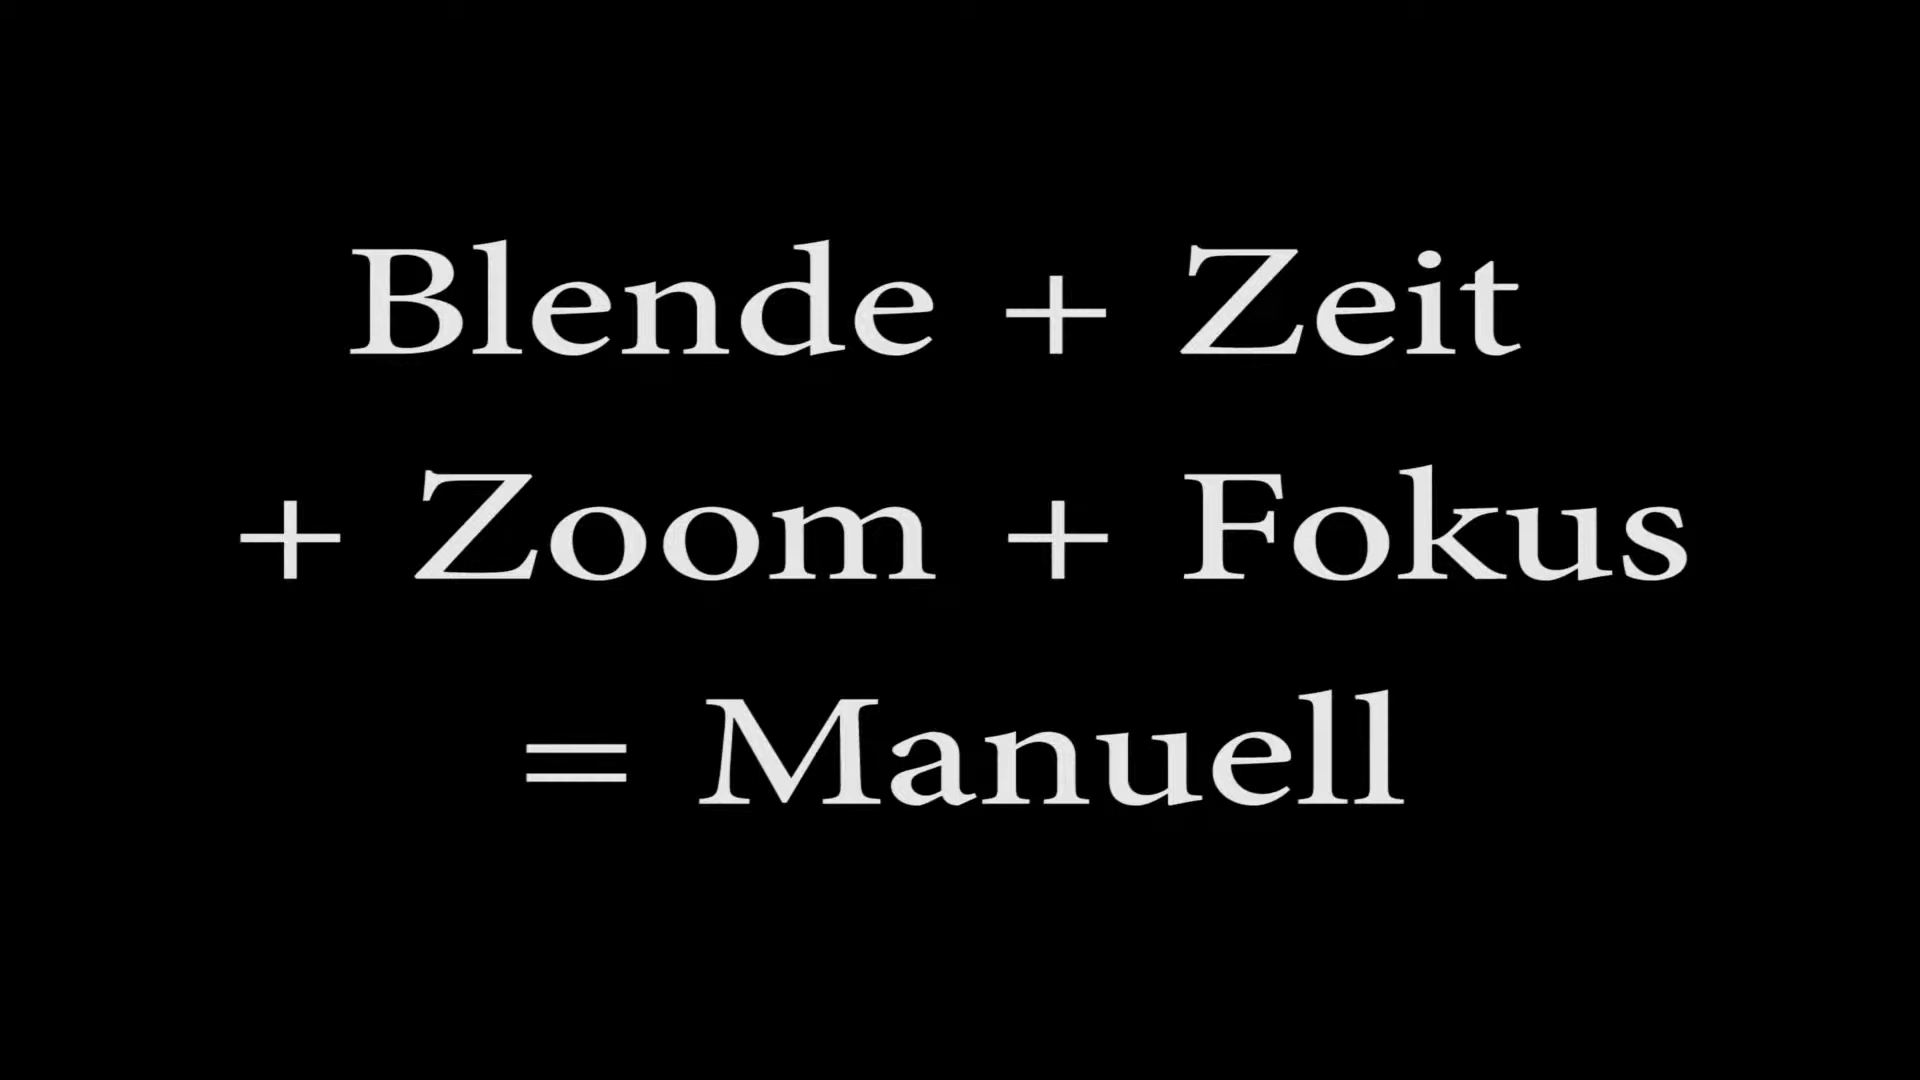 Blende + Zeit
+ Zoom + Fokus
= Manuell